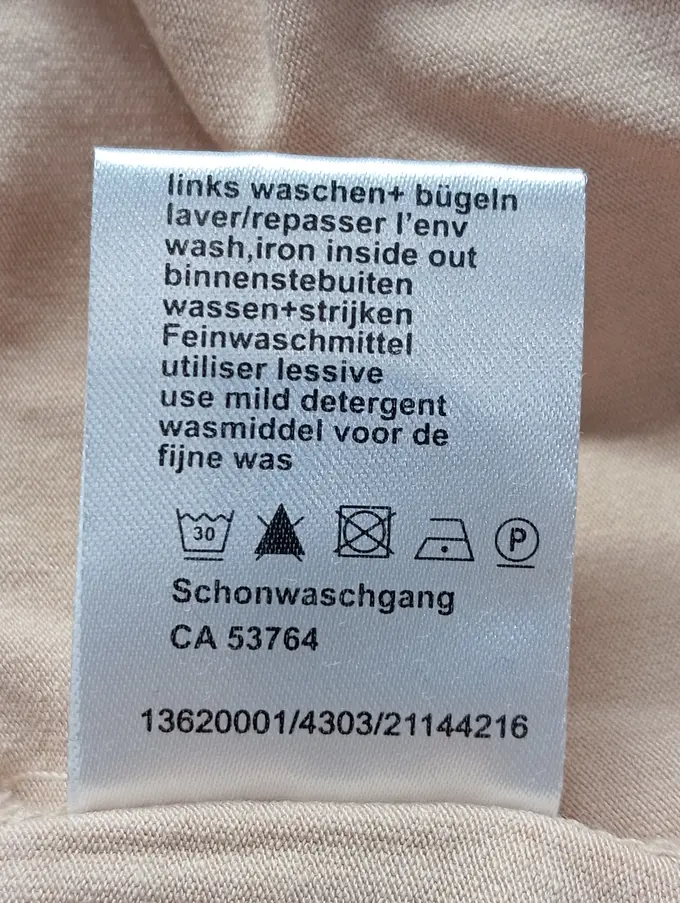 links waschen+ bügeln
laver/repasser l’env
wash,iron inside out
binnenstebuiten
wassen+strijken
Feinwaschmittel
utiliser lessive
use mild detergent
wasmiddel voor de
fijne was
30 P
Schonwaschgang
CA 53764
13620001/4303/21144216